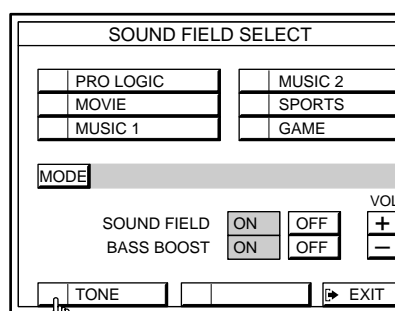 SOUND FIELD SELECT
PRO LOGIC MUSIC 2
MOVIE SPORTS
MUSIC 1 GAME
MODE
VOL
SOUND FIELD ON OFF +
BASS BOOST ON OFF −
TONE EXIT